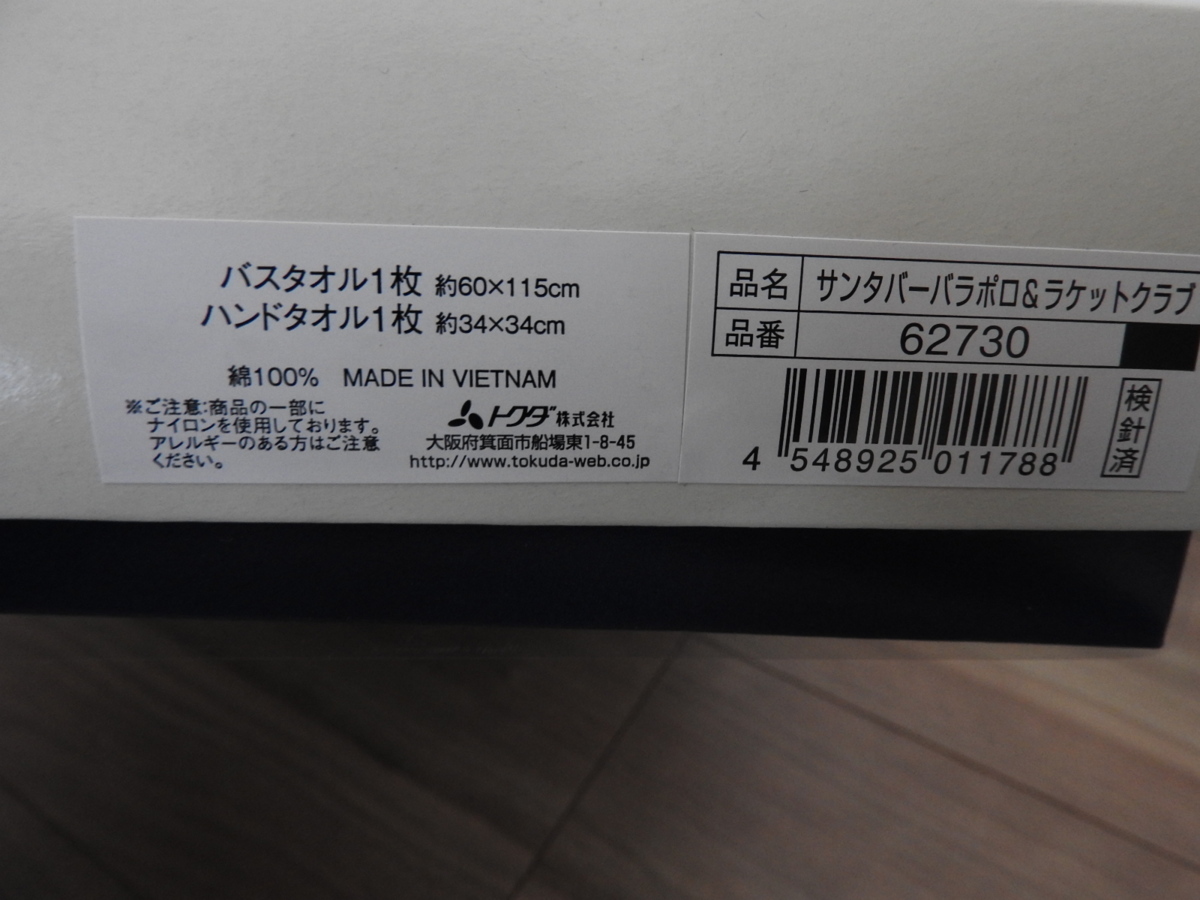 バスタオル1枚 約60×115cm
ハンドタオル1枚 約34×34cm
綿100% MADE IN VIETNAM
※ご注意:商品の一部に
ナイロンを使用しております。
アレルギーのある方はご注意
ください。
トクダ株式会社
大阪府箕面市船場東1-8-45
http://www.tokuda-web.co.jp
品名 サンタバーバラポロ&ラケットクラブ
品番 62730
4 548925 011788
検針済